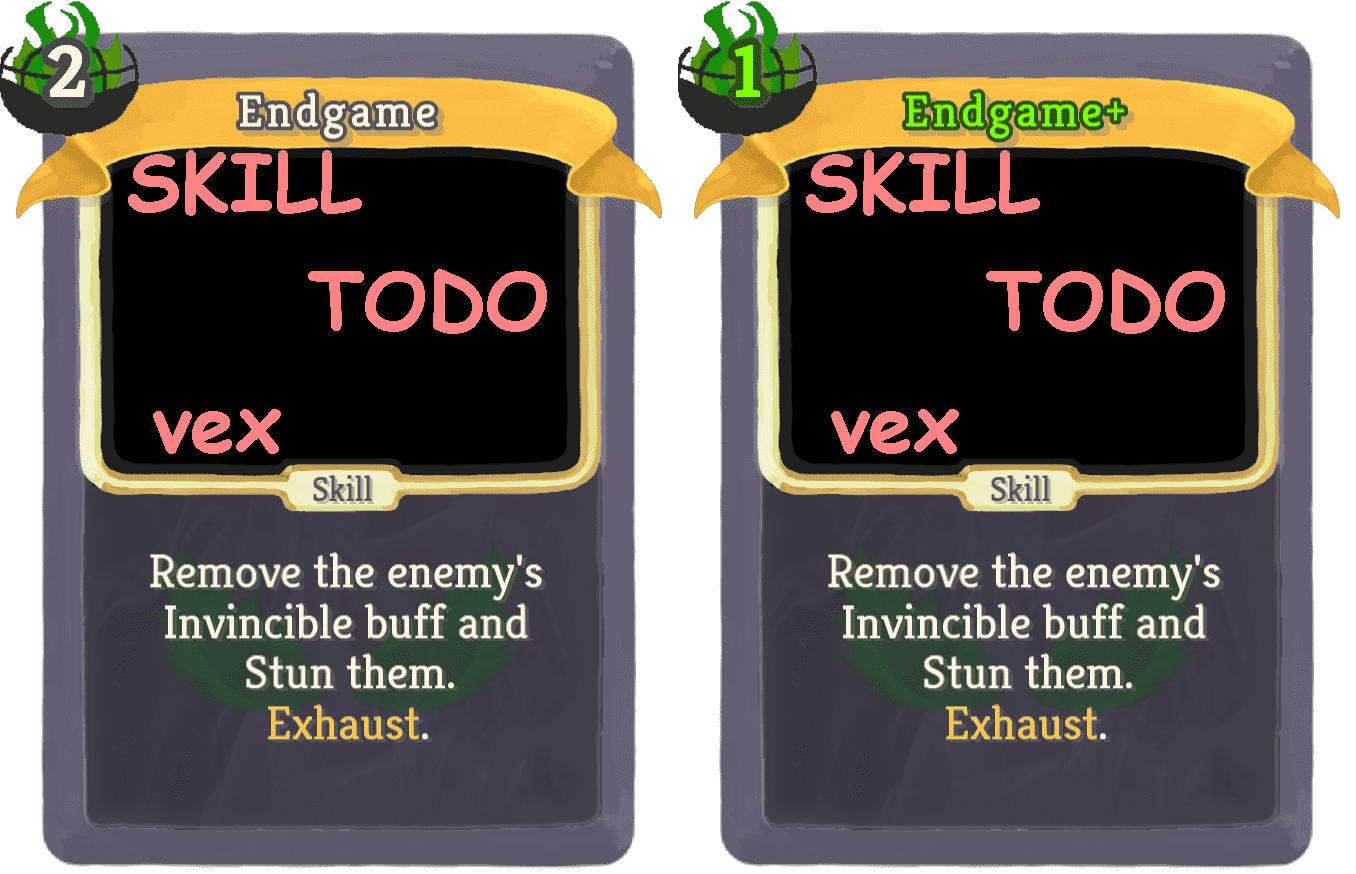 2
Endgame
SKILL
TODO
vex
Skill
Remove the enemy's
Invincible buff and
Stun them.
Exhaust.
1
Endgame+
SKILL
TODO
vex
Skill
Remove the enemy's
Invincible buff and
Stun them.
Exhaust.